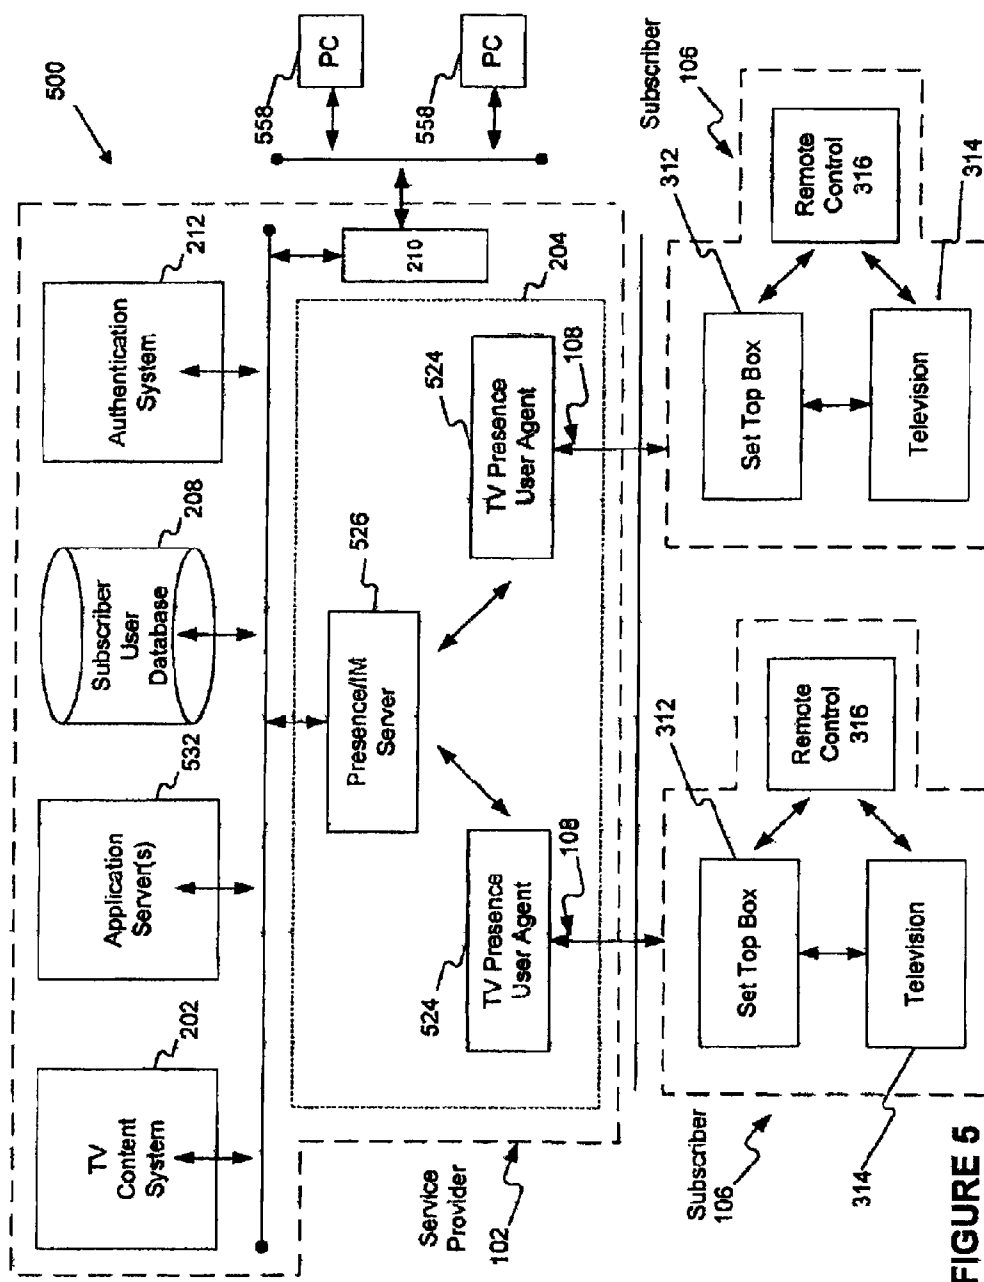 500
TV
Content
System
202
Application
Server(s)
532
Subscriber
User
Database
208
Authentication
System
212
PC
558
PC
558
210
204
Presence/IM
Server
526
TV Presence
User Agent
524
108
TV Presence
User Agent
524
108
Service
Provider
102
Subscriber
106
Set Top Box
312
Television
314
Remote
Control
316
Subscriber
106
Set Top Box
312
Television
314
Remote
Control
316
FIGURE 5